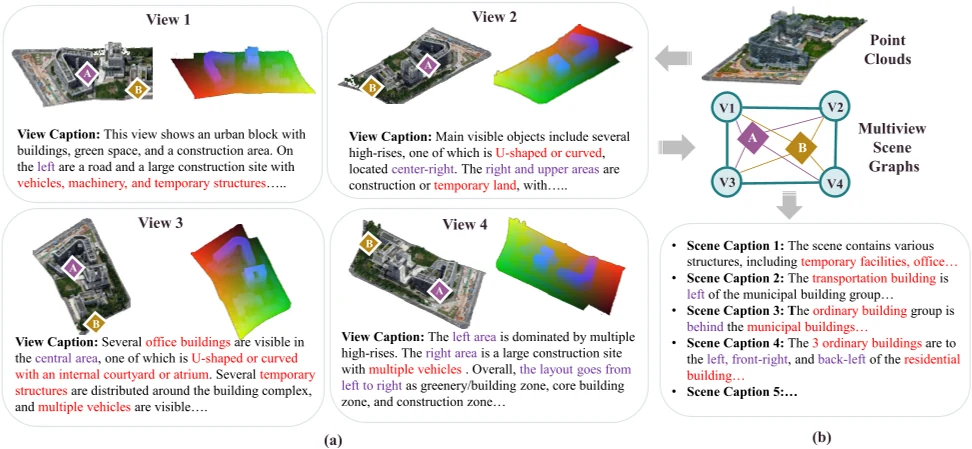 View 1
A
B
View Caption: This view shows an urban block with
buildings, green space, and a construction area. On
the left are a road and a large construction site with
vehicles, machinery, and temporary structures…..
View 2
A
B
View Caption: Main visible objects include several
high-rises, one of which is U-shaped or curved,
located center-right. The right and upper areas are
construction or temporary land, with…..
View 3
A
B
View Caption: Several office buildings are visible in
the central area, one of which is U-shaped or curved
with an internal courtyard or atrium. Several temporary
structures are distributed around the building complex,
and multiple vehicles are visible….
View 4
B
A
View Caption: The left area is dominated by multiple
high-rises. The right area is a large construction site
with multiple vehicles . Overall, the layout goes from
left to right as greenery/building zone, core building
zone, and construction zone…
(a)
Point
Clouds
V1
V2
A
B
V3
V4
Multiview
Scene
Graphs
• Scene Caption 1: The scene contains various
structures, including temporary facilities, office…
• Scene Caption 2: The transportation building is
left of the municipal building group…
• Scene Caption 3: The ordinary building group is
behind the municipal buildings…
• Scene Caption 4: The 3 ordinary buildings are to
the left, front-right, and back-left of the residential
building…
• Scene Caption 5:…
(b)